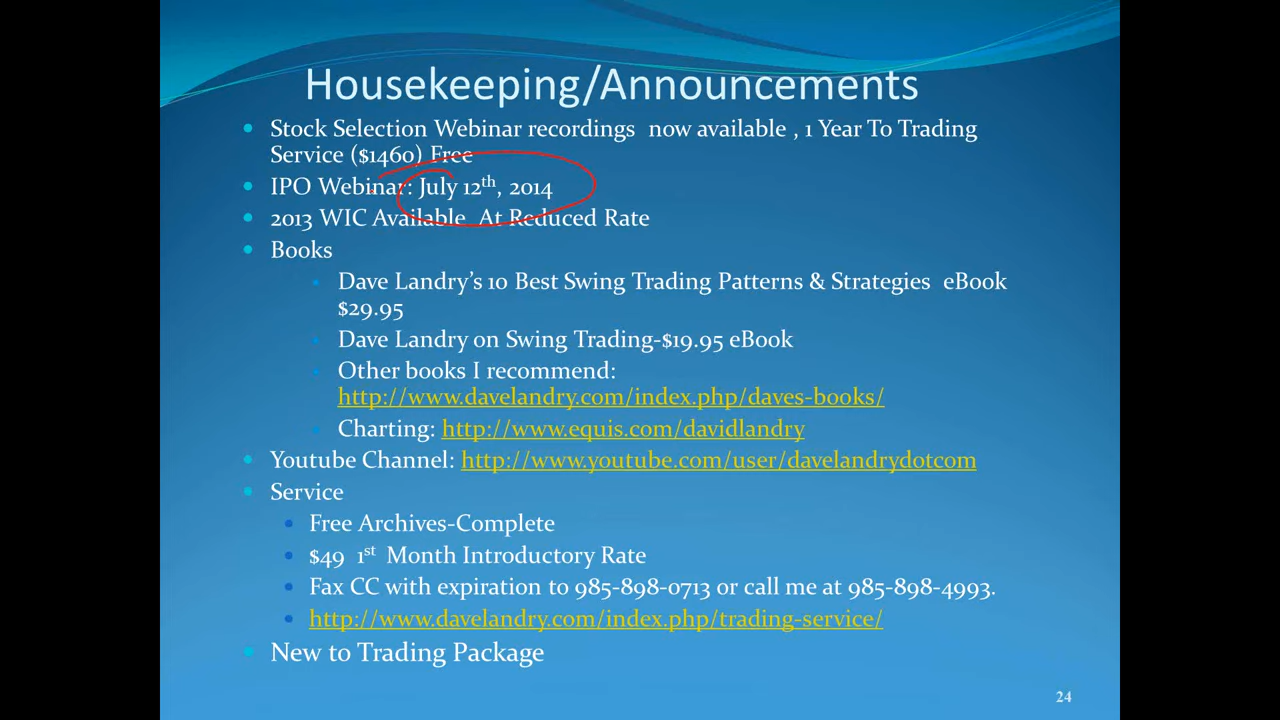 Housekeeping/Announcements
Stock Selection Webinar recordings now available , 1 Year To Trading
Service ($1460) Free
IPO Webinar: July 12th, 2014
2013 WIC Available At Reduced Rate
Books
Dave Landry's 10 Best Swing Trading Patterns & Strategies eBook
$29.95
Dave Landry on Swing Trading-$19.95 eBook
Other books I recommend:
http://www.davelandry.com/index.php/daves-books/
Charting: http://www.equis.com/davidlandry
Youtube Channel: http://www.youtube.com/user/davelandrydotcom
Service
Free Archives-Complete
$49 1st Month Introductory Rate
Fax CC with expiration to 985-898-0713 or call me at 985-898-4993.
http://www.davelandry.com/index.php/trading-service/
New to Trading Package
24